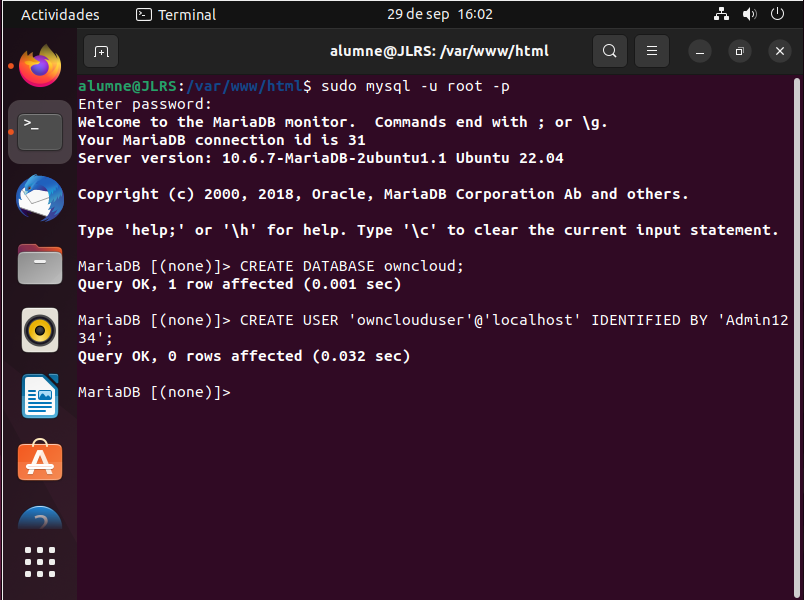 Actividades
Terminal
29 de sep 16:02
alumne@JLRS: /var/www/html
alumne@JLRS:/var/www/html$ sudo mysql -u root -p
Enter password:
Welcome to the MariaDB monitor.  Commands end with ; or \g.
Your MariaDB connection id is 31
Server version: 10.6.7-MariaDB-2ubuntu1.1 Ubuntu 22.04
Copyright (c) 2000, 2018, Oracle, MariaDB Corporation Ab and others.
Type 'help;' or '\h' for help. Type '\c' to clear the current input statement.
MariaDB [(none)]> CREATE DATABASE owncloud;
Query OK, 1 row affected (0.001 sec)
MariaDB [(none)]> CREATE USER 'ownclouduser'@'localhost' IDENTIFIED BY 'Admin12
34';
Query OK, 0 rows affected (0.032 sec)
MariaDB [(none)]>